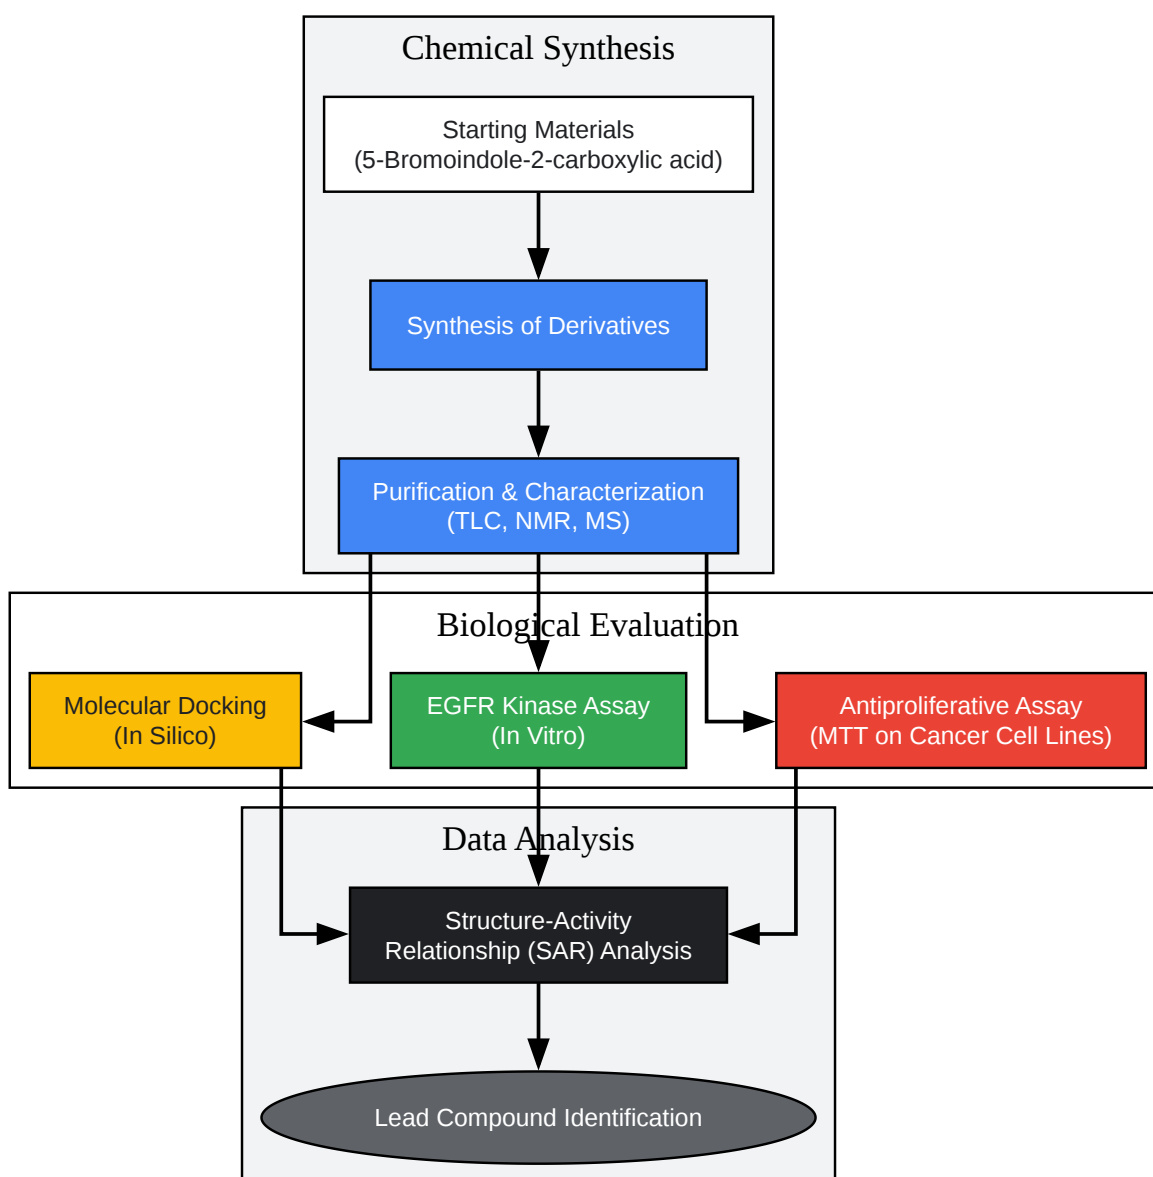 Chemical Synthesis
Starting Materials
(5-Bromoindole-2-carboxylic acid)
Synthesis of Derivatives
Purification & Characterization
(TLC, NMR, MS)
Biological Evaluation
Molecular Docking
(In Silico)
EGFR Kinase Assay
(In Vitro)
Antiproliferative Assay
(MTT on Cancer Cell Lines)
Data Analysis
Structure-Activity
Relationship (SAR) Analysis
Lead Compound Identification